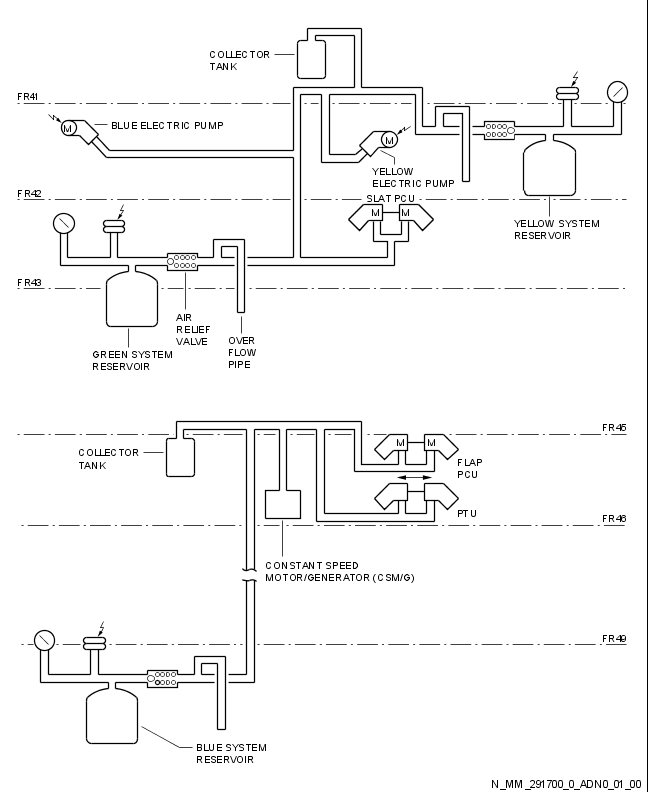 COLLECTOR
TANK
FR41
BLUE ELECTRIC PUMP
M
M
YELLOW
ELECTRIC PUMP
FR42
SLAT PCU
M
M
YELLOW SYSTEM
RESERVOIR
FR43
AIR
RELIEF
VALVE
OVER
FLOW
PIPE
GREEN SYSTEM
RESERVOIR
FR45
COLLECTOR
TANK
M
M
FLAP
PCU
PTU
FR46
CONSTANT SPEED
MOTOR/GENERATOR (CSM/G)
FR49
BLUE SYSTEM
RESERVOIR
N_MM_291700_0_ADN0_01_00